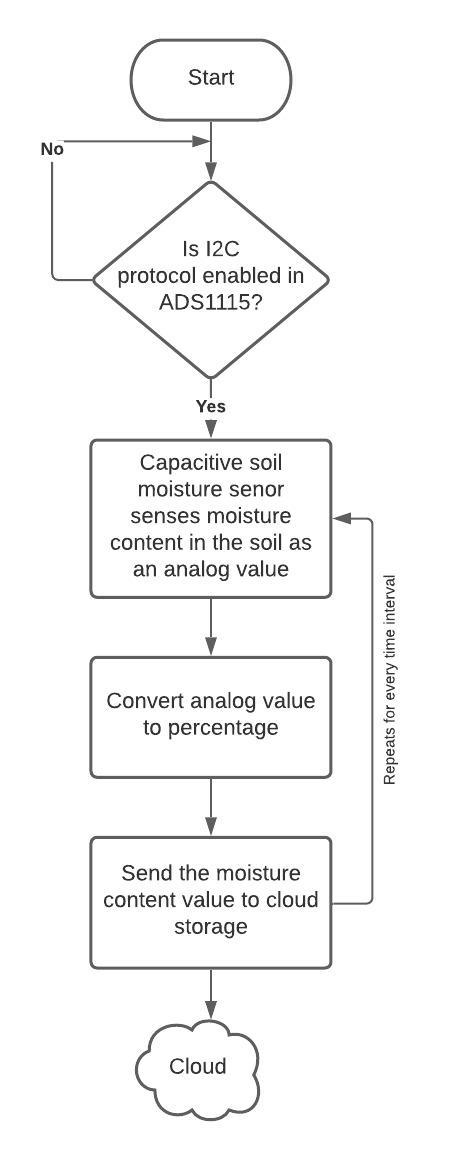 Start
No
Is I2C
protocol enabled in
ADS1115?
Yes
Capacitive soil
moisture senor
senses moisture
content in the soil as
an analog value
Repeats for every time interval
Convert analog value
to percentage
Send the moisture
content value to cloud
storage
Cloud